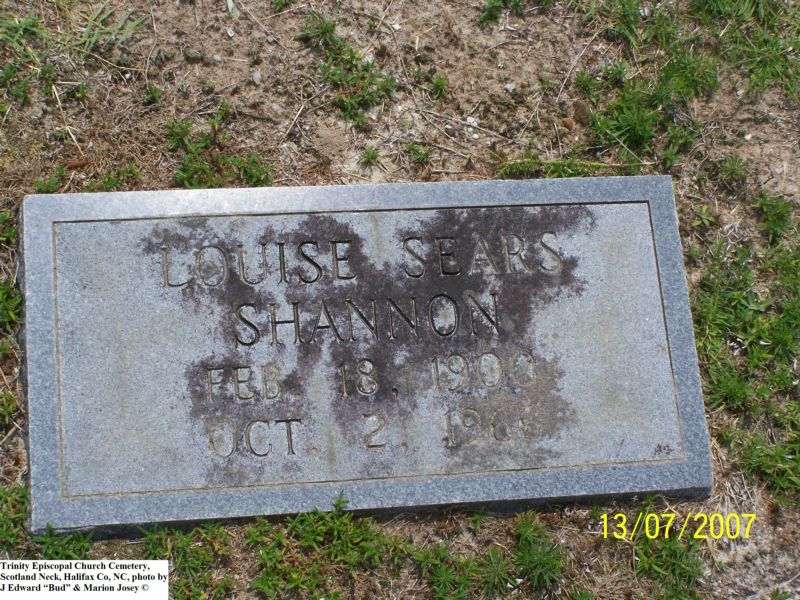 LOUISE SEARS
SHANNON
FEB 18, 1900
OCT. 2,
13/07/2007
Trinity Episcopal Church Cemetery,
Scotland Neck, Halifax Co, NC, photo by
J Edward “Bud” & Marion Josey ©